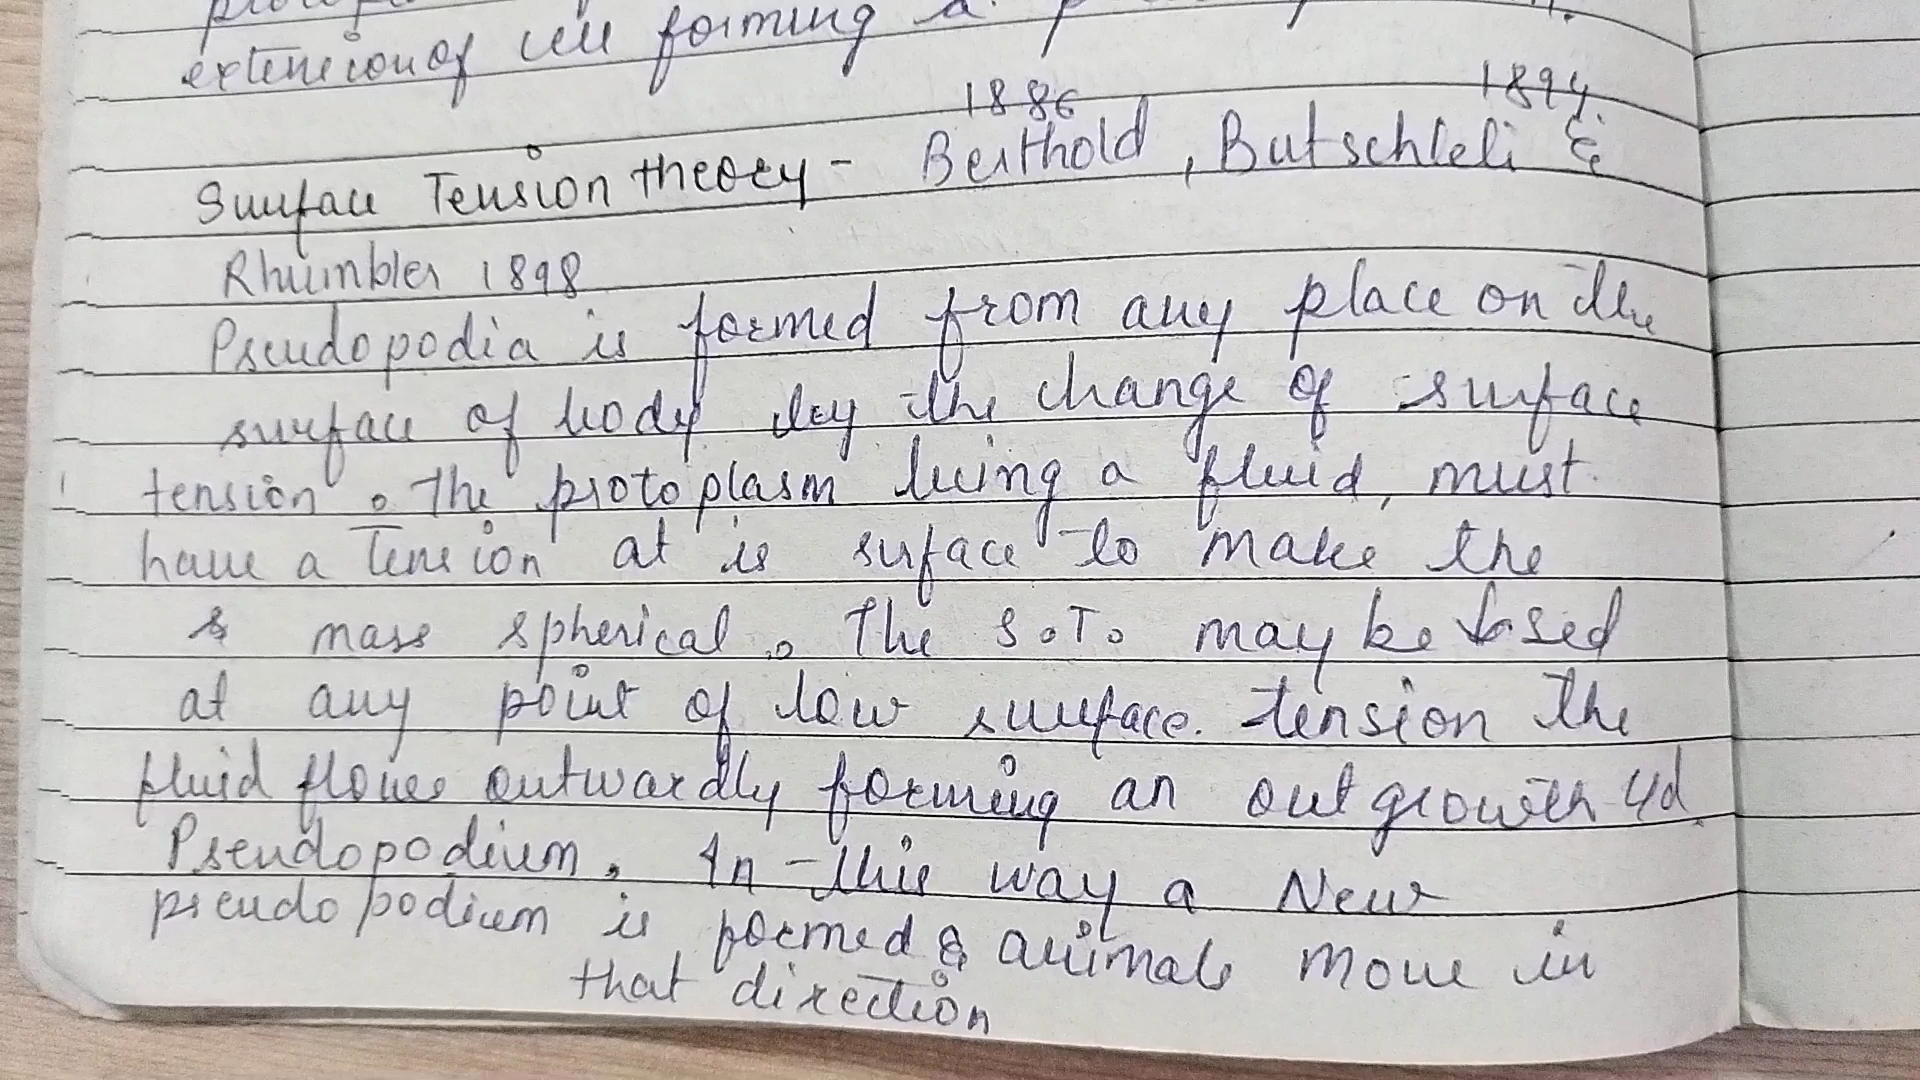 extension of cell forming a
1886 1894
Surface Tension theory - Berthold, Butschleli &
Rhumbler 1898
Pseudopodia is formed from any place on the
surface of body by the change of surface
tension. The protoplasm being a fluid, must
have a Tension at is surface to make the
& mass spherical. The S.T. may be
at any point of low surface. tension the
fluid flows outwardly forming an outgrowth 4d
Pseudopodium. In this way a New
pseudopodium is formed & animals move in
that direction